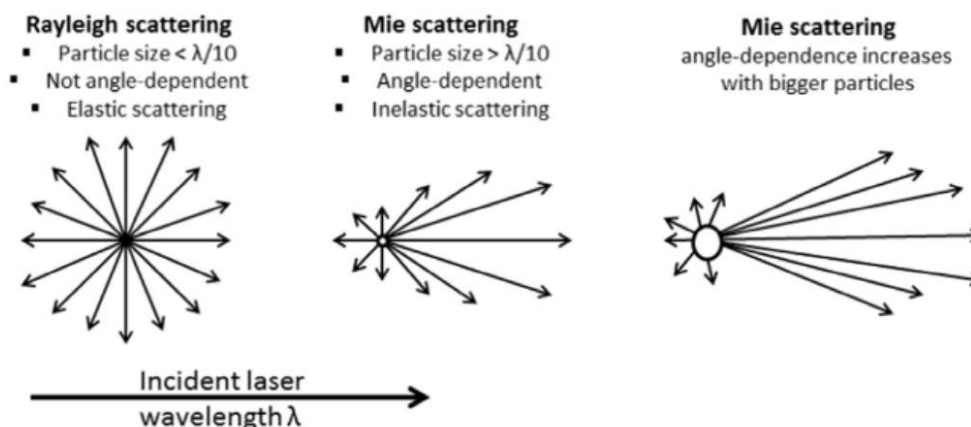 Rayleigh scattering
▪ Particle size < λ/10
▪ Not angle-dependent
▪ Elastic scattering
Mie scattering
▪ Particle size > λ/10
▪ Angle-dependent
▪ Inelastic scattering
Mie scattering
angle-dependence increases
with bigger particles
Incident laser
wavelength λ